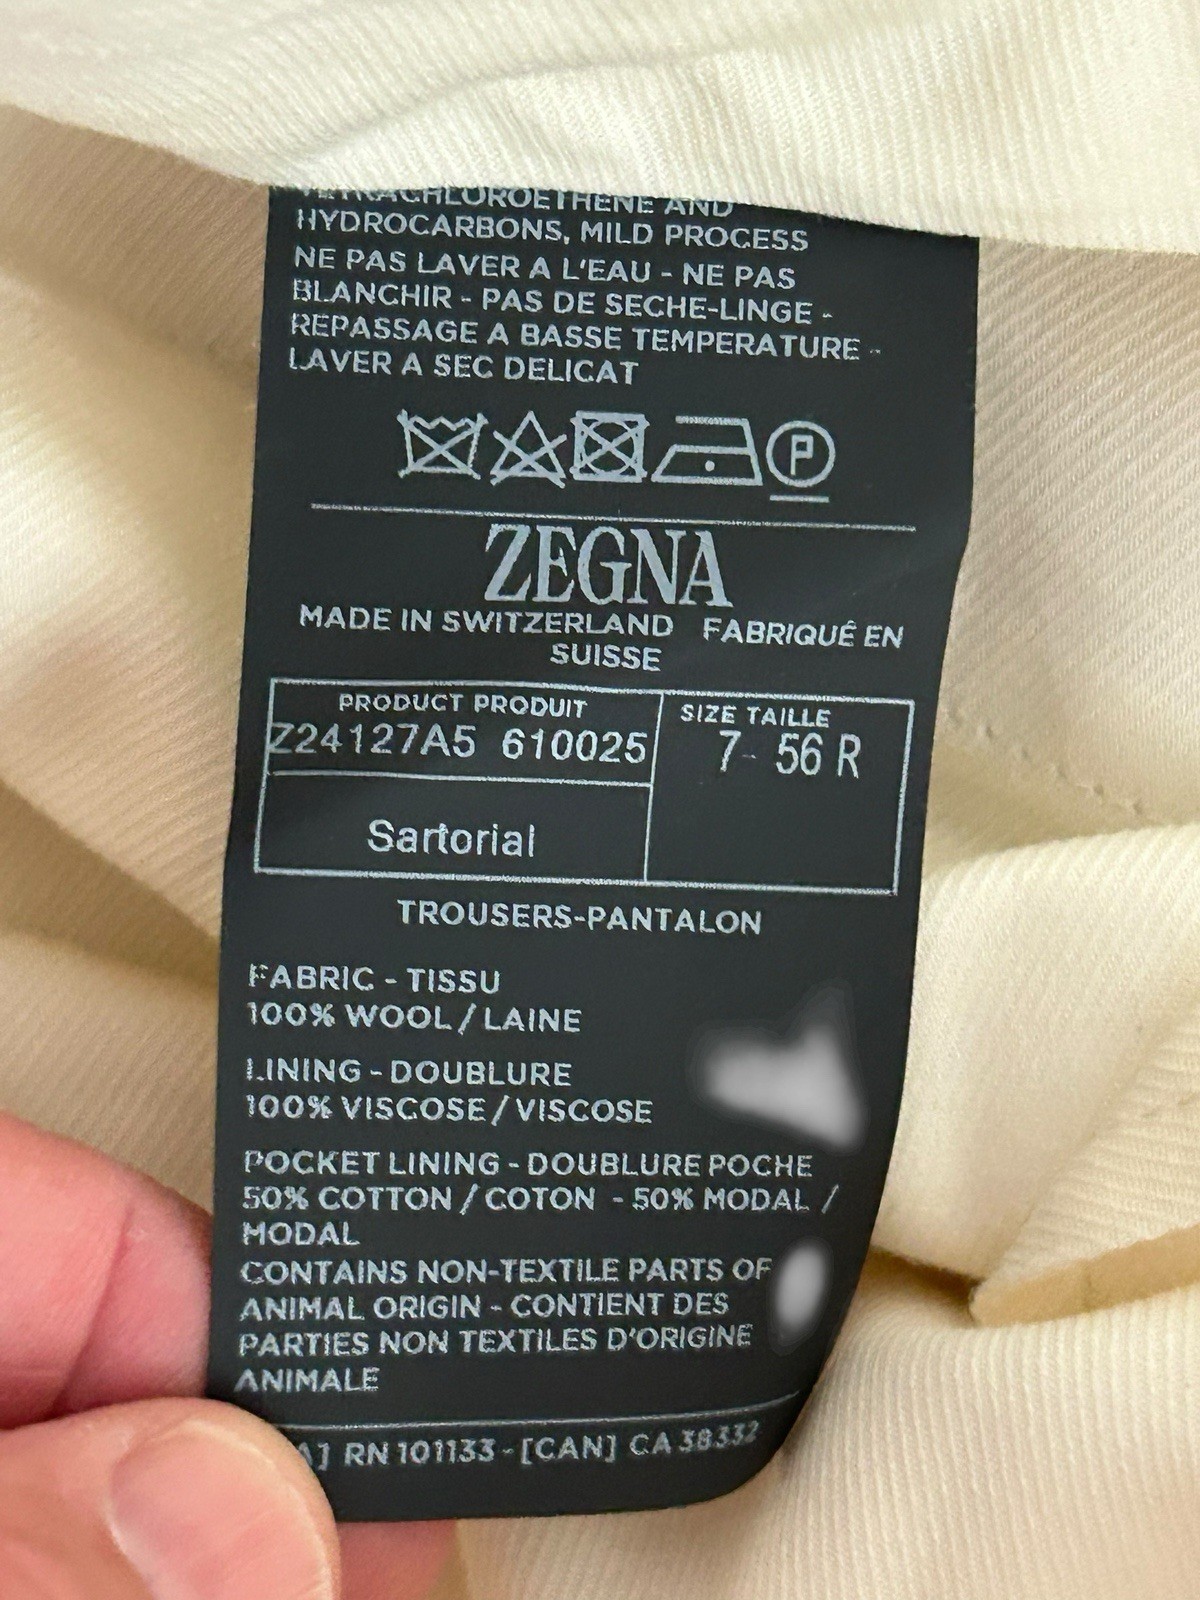 TETRACHLOROETHENE AND
HYDROCARBONS, MILD PROCESS
NE PAS LAVER A L'EAU - NE PAS
BLANCHIR - PAS DE SECHE-LINGE -
REPASSAGE A BASSE TEMPERATURE -
LAVER A SEC DELICAT
P
ZEGNA
MADE IN SWITZERLAND FABRIQUÉ EN
SUISSE
PRODUCT PRODUIT
SIZE TAILLE
Z24127A5 610025
7- 56 R
Sartorial
TROUSERS-PANTALON
FABRIC - TISSU
100% WOOL / LAINE
LINING - DOUBLURE
100% VISCOSE / VISCOSE
POCKET LINING - DOUBLURE POCHE
50% COTTON / COTON - 50% MODAL /
MODAL
CONTAINS NON-TEXTILE PARTS OF
ANIMAL ORIGIN - CONTIENT DES
PARTIES NON TEXTILES D'ORIGINE
ANIMALE
] RN 101133 - [CAN] CA 38332